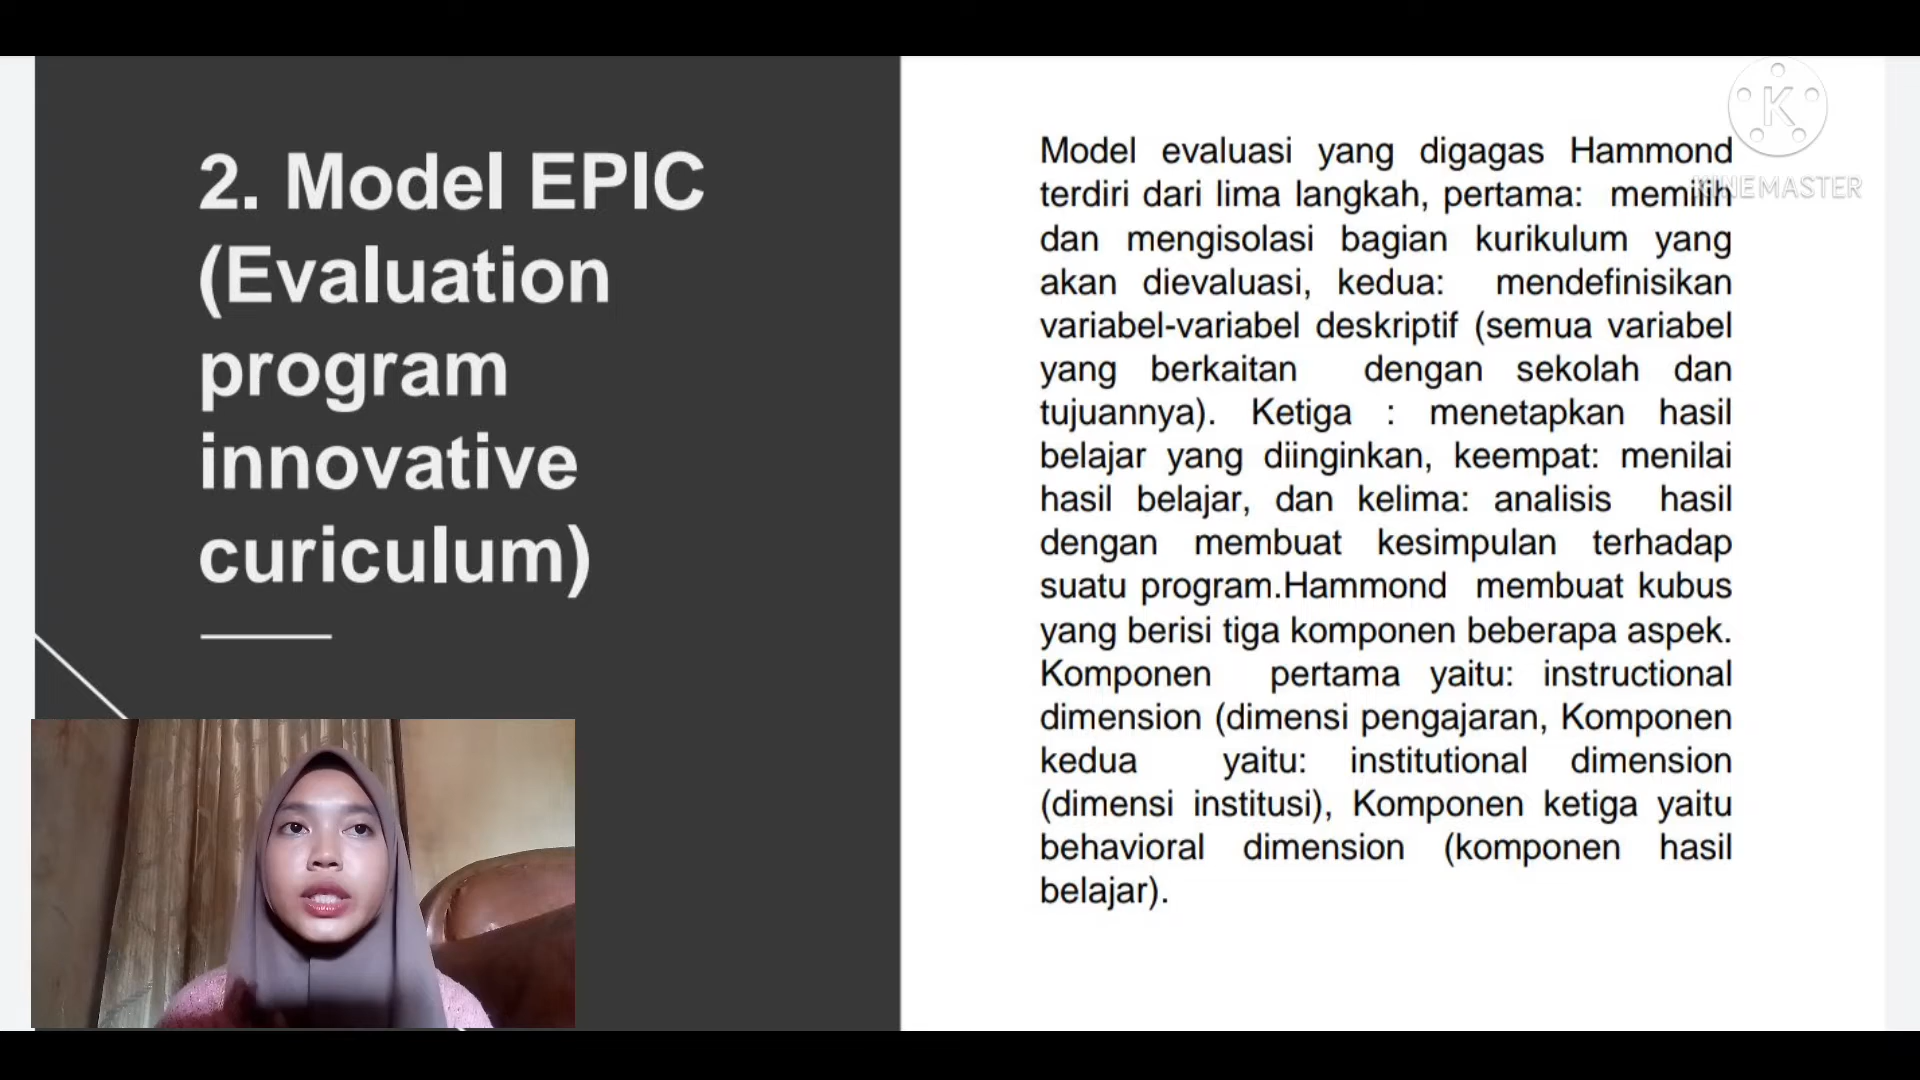 2. Model EPIC
(Evaluation
program
innovative
curiculum)
Model evaluasi yang digagas Hammond
terdiri dari lima langkah, pertama: memilih
dan mengisolasi bagian kurikulum yang
akan dievaluasi, kedua: mendefinisikan
variabel-variabel deskriptif (semua variabel
yang berkaitan dengan sekolah dan
tujuannya). Ketiga : menetapkan hasil
belajar yang diinginkan, keempat: menilai
hasil belajar, dan kelima: analisis hasil
dengan membuat kesimpulan terhadap
suatu program.Hammond membuat kubus
yang berisi tiga komponen beberapa aspek.
Komponen pertama yaitu: instructional
dimension (dimensi pengajaran, Komponen
kedua yaitu: institutional dimension
(dimensi institusi), Komponen ketiga yaitu
behavioral dimension (komponen hasil
belajar).
K
KINEMASTER